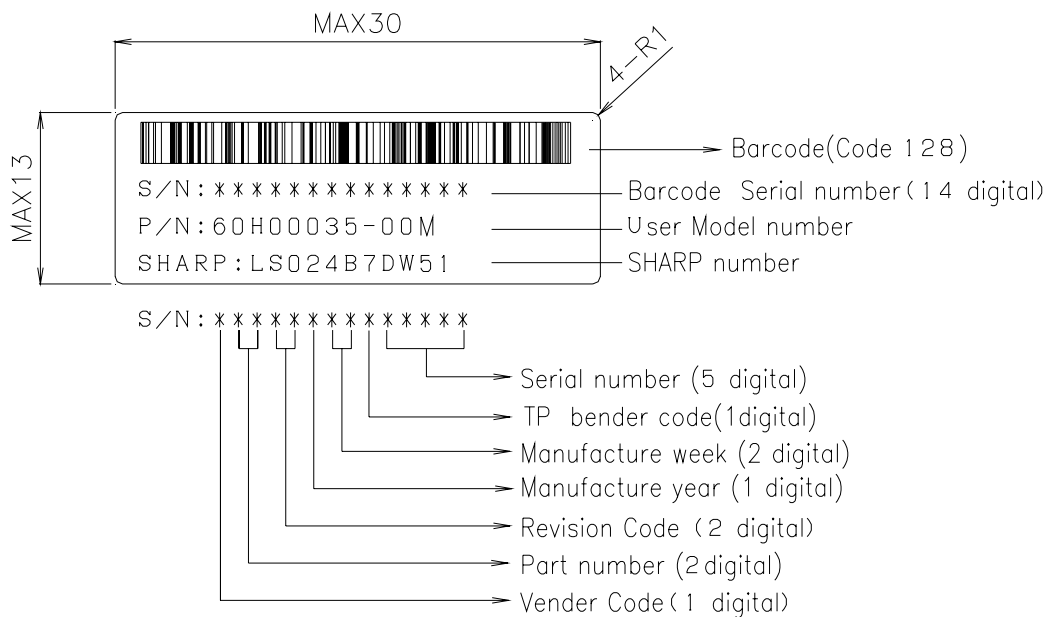 MAX30
4-R1
MAX13
Barcode(Code 128)
S/N:**************
Barcode Serial number(14 digital)
P/N:60H00035-00M
User Model number
SHARP:LS024B7DW51
SHARP number
S/N:**************
Serial number (5 digital)
TP bender code(1digital)
Manufacture week (2 digital)
Manufacture year (1 digital)
Revision Code (2 digital)
Part number (2digital)
Vender Code(1 digital)